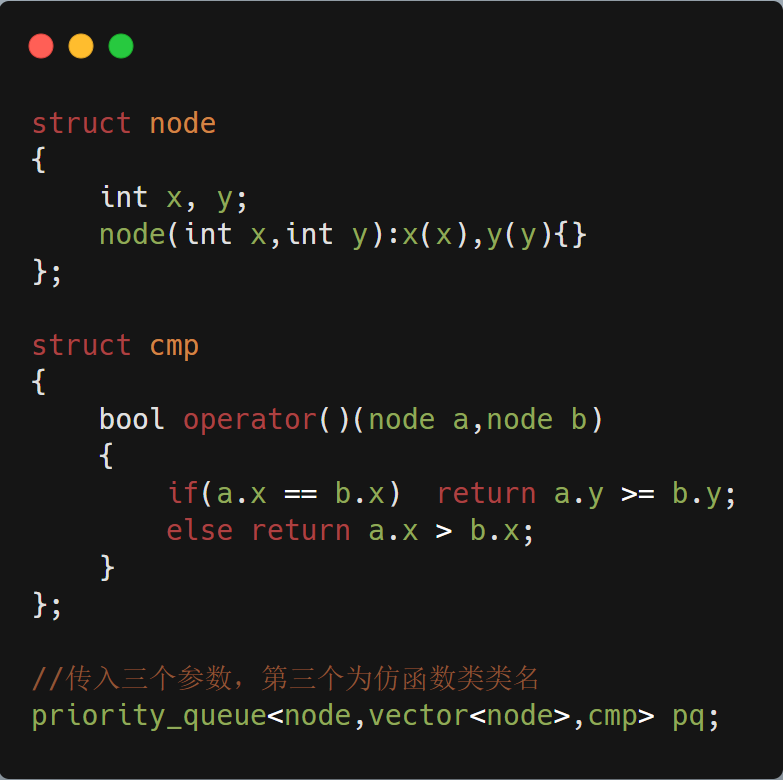 struct node
{
    int x, y;
    node(int x,int y):x(x),y(y){}
};
struct cmp
{
    bool operator()(node a,node b)
    {
        if(a.x == b.x)  return a.y >= b.y;
        else return a.x > b.x;
    }
};
//传入三个参数，第三个为仿函数类类名
priority_queue<node,vector<node>,cmp> pq;